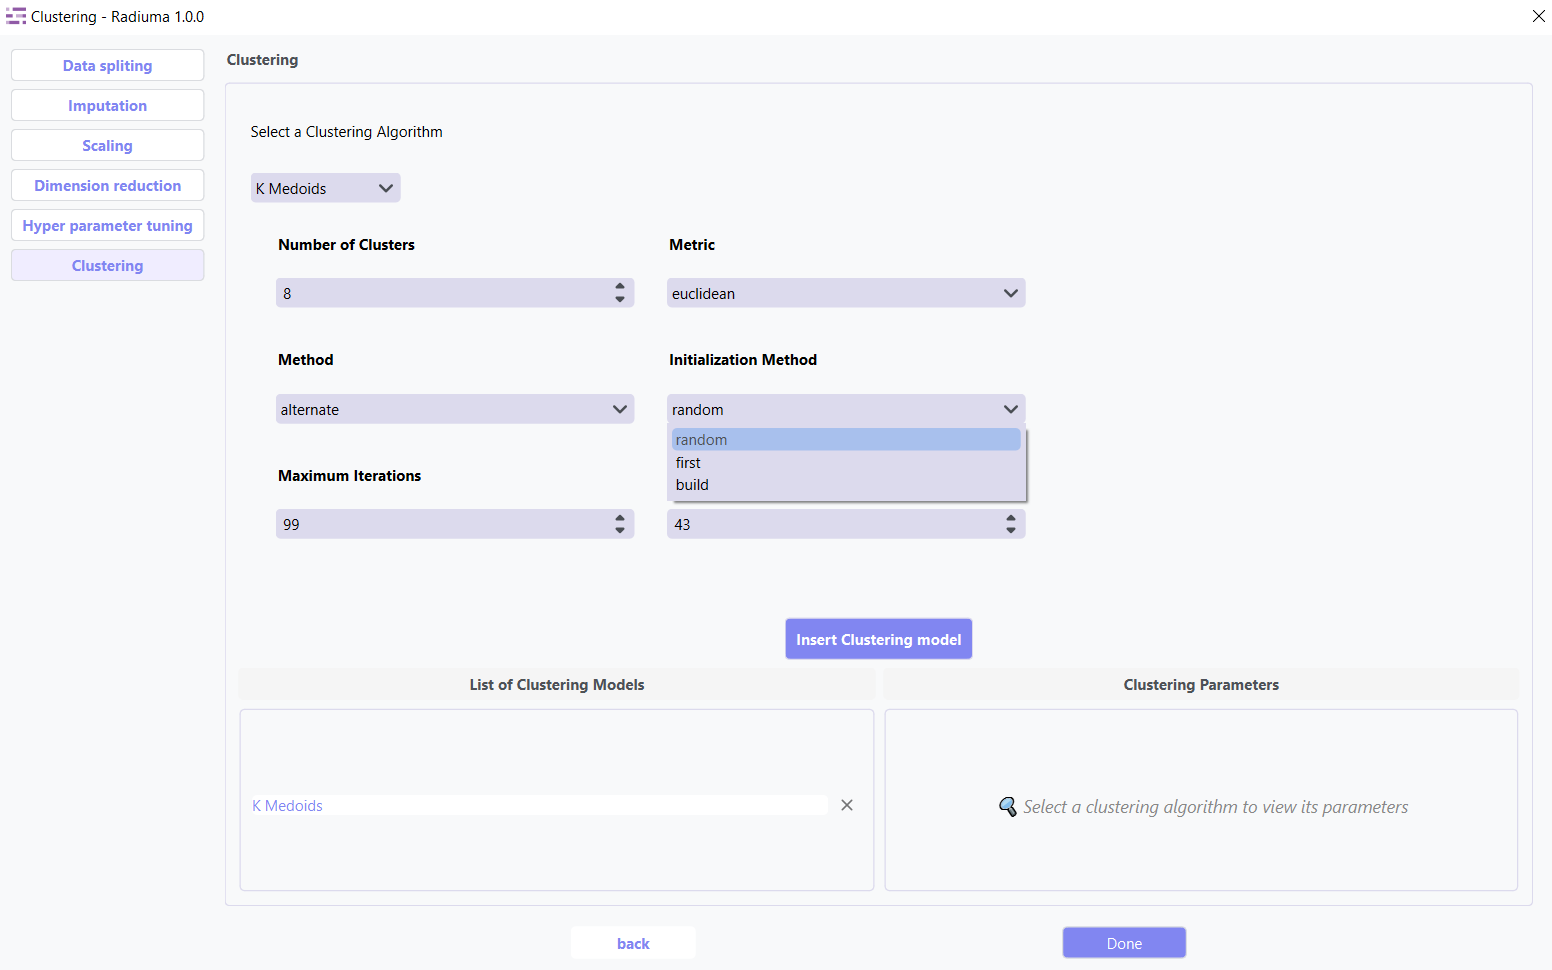 Clustering - Radiuma 1.0.0
Data spliting
Imputation
Scaling
Dimension reduction
Hyper parameter tuning
Clustering
Clustering
Select a Clustering Algorithm
K Medoids
Number of Clusters
Metric
8
euclidean
Method
Initialization Method
alternate
random
random
first
build
Maximum Iterations
99
43
Insert Clustering model
List of Clustering Models
Clustering Parameters
K Medoids
Select a clustering algorithm to view its parameters
back
Done